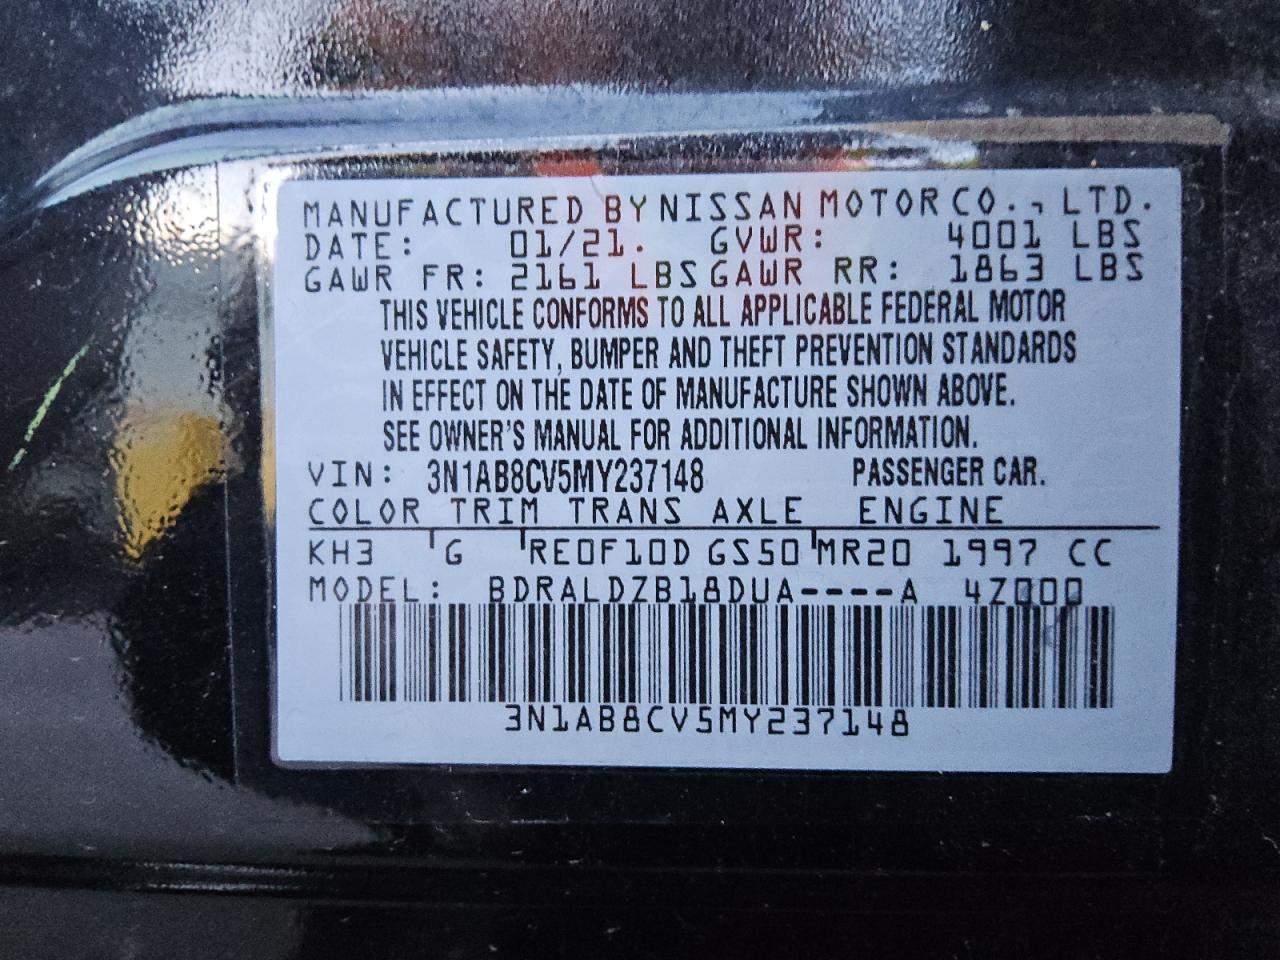 MANUFACTURED BY NISSAN MOTOR CO., LTD.
DATE: 01/21. GVWR: 4001 LBS
GAWR FR: 2161 LBS GAWR RR: 1863 LBS
THIS VEHICLE CONFORMS TO ALL APPLICABLE FEDERAL MOTOR
VEHICLE SAFETY, BUMPER AND THEFT PREVENTION STANDARDS
IN EFFECT ON THE DATE OF MANUFACTURE SHOWN ABOVE.
SEE OWNER'S MANUAL FOR ADDITIONAL INFORMATION.
VIN: 3N1AB8CV5MY237148 PASSENGER CAR.
COLOR TRIM TRANS AXLE ENGINE
KH3 G RE0F10D GS50 MR20 1997 CC
MODEL: BDRALDZB18DUA----A 4Z000
3N1AB8CV5MY237148